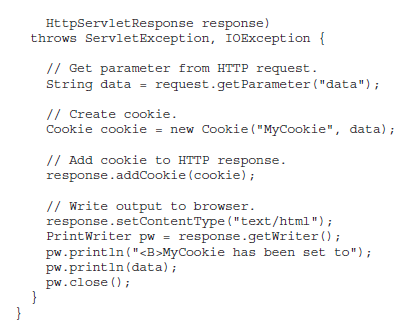 HttpServletResponse response)
throws ServletException, IOException {
// Get parameter from HTTP request.
String data = request.getParameter("data");
// Create cookie.
Cookie cookie = new Cookie("MyCookie", data);
// Add cookie to HTTP response.
response.addCookie(cookie);
// Write output to browser.
response.setContentType("text/html");
PrintWriter pw = response.getWriter();
pw.println("<B>MyCookie has been set to");
pw.println(data);
pw.close();
}
}